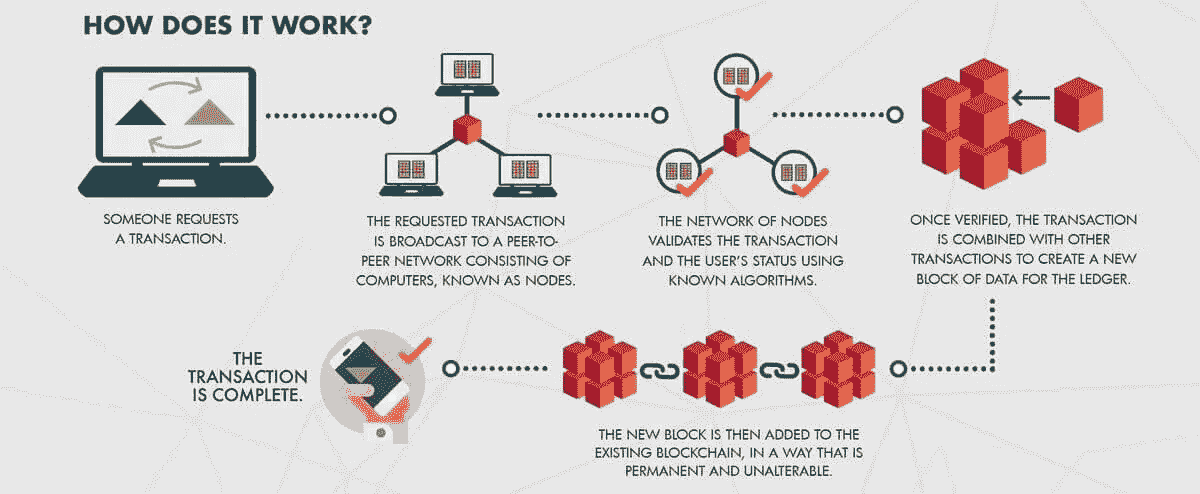 HOW DOES IT WORK?
SOMEONE REQUESTS
A TRANSACTION.
THE REQUESTED TRANSACTION
IS BROADCAST TO A PEER-TO-
PEER NETWORK CONSISTING OF
COMPUTERS, KNOWN AS NODES.
THE NETWORK OF NODES
VALIDATES THE TRANSACTION
AND THE USER'S STATUS USING
KNOWN ALGORITHMS.
ONCE VERIFIED, THE TRANSACTION
IS COMBINED WITH OTHER
TRANSACTIONS TO CREATE A NEW
BLOCK OF DATA FOR THE LEDGER.
THE NEW BLOCK IS THEN ADDED TO THE
EXISTING BLOCKCHAIN, IN A WAY THAT IS
PERMANENT AND UNALTERABLE.
THE
TRANSACTION
IS COMPLETE.